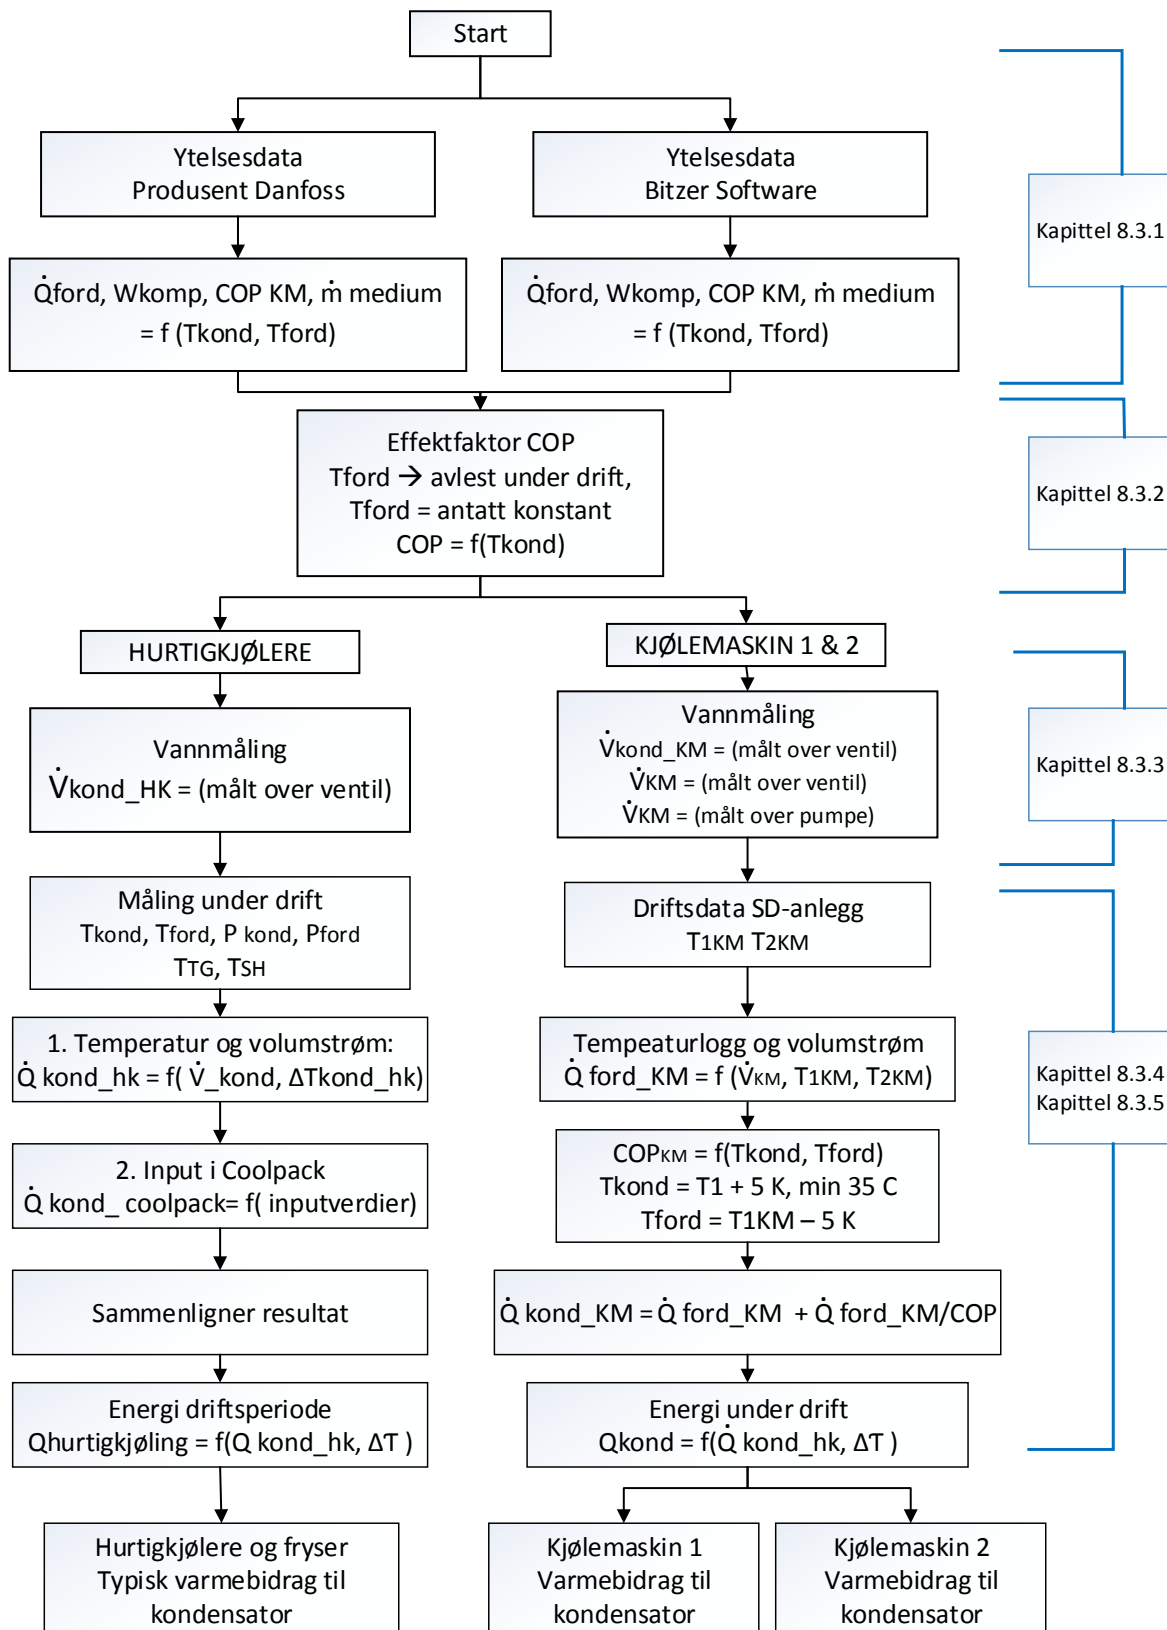 Start
Ytelsesdata
Produsent Danfoss
Ytelsesdata
Bitzer Software
Kapittel 8.3.1
Q̇ford, Wkomp, COP KM, ṁ medium
= f (Tkond, Tford)
Q̇ford, Wkomp, COP KM, ṁ medium
= f (Tkond, Tford)
Effektfaktor COP
Tford → avlest under drift,
Tford = antatt konstant
COP = f(Tkond)
Kapittel 8.3.2
HURTIGKJØLERE
KJØLEMASKIN 1 & 2
Vannmåling
V̇kond_HK = (målt over ventil)
Vannmåling
V̇kond_KM = (målt over ventil)
V̇KM = (målt over ventil)
V̇KM = (målt over pumpe)
Kapittel 8.3.3
Måling under drift
Tkond, Tford, P kond, Pford
TTG, TSH
Driftsdata SD-anlegg
T1KM T2KM
1. Temperatur og volumstrøm:
Q̇ kond_hk = f( V̇_kond, ΔTkond_hk)
Tempeaturlogg og volumstrøm
Q̇ ford_KM = f (V̇KM, T1KM, T2KM)
Kapittel 8.3.4
Kapittel 8.3.5
2. Input i Coolpack
Q̇ kond_ coolpack= f( inputverdier)
COPKM = f(Tkond, Tford)
Tkond = T1 + 5 K, min 35 C
Tford = T1KM – 5 K
Sammenligner resultat
Q̇ kond_KM = Q̇ ford_KM + Q̇ ford_KM/COP
Energi driftsperiode
Qhurtigkjøling = f(Q kond_hk, ΔT )
Energi under drift
Qkond = f(Q̇ kond_hk, ΔT )
Hurtigkjølere og fryser
Typisk varmebidrag til
kondensator
Kjølemaskin 1
Varmebidrag til
kondensator
Kjølemaskin 2
Varmebidrag til
kondensator